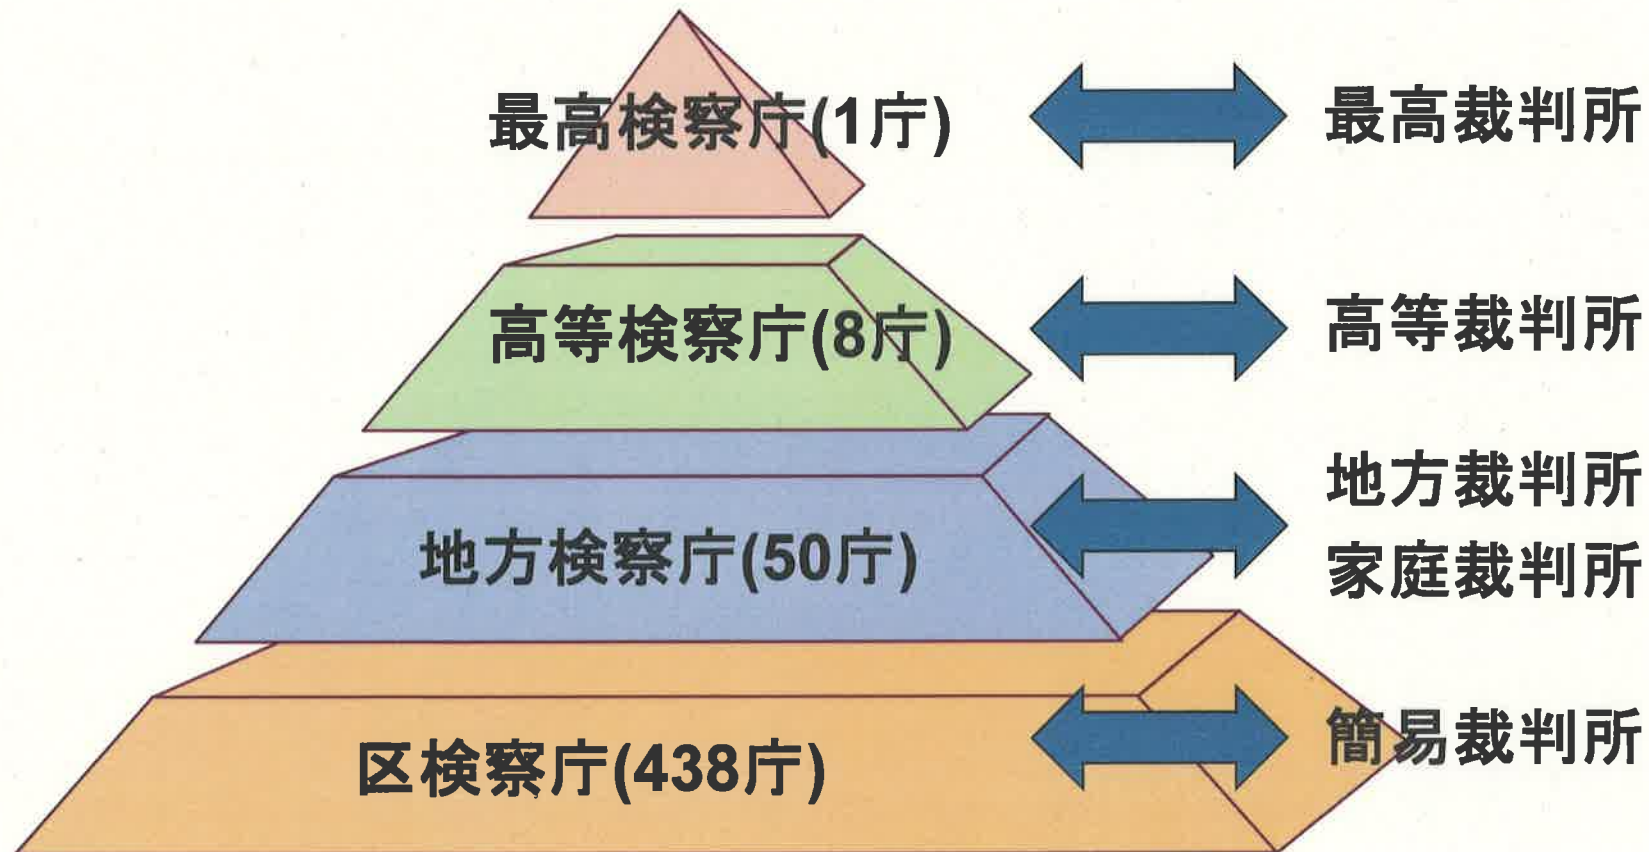 最高検察庁(1庁)
最高裁判所
高等検察庁(8庁)
高等裁判所
地方検察庁(50庁)
地方裁判所
家庭裁判所
区検察庁(438庁)
簡易裁判所